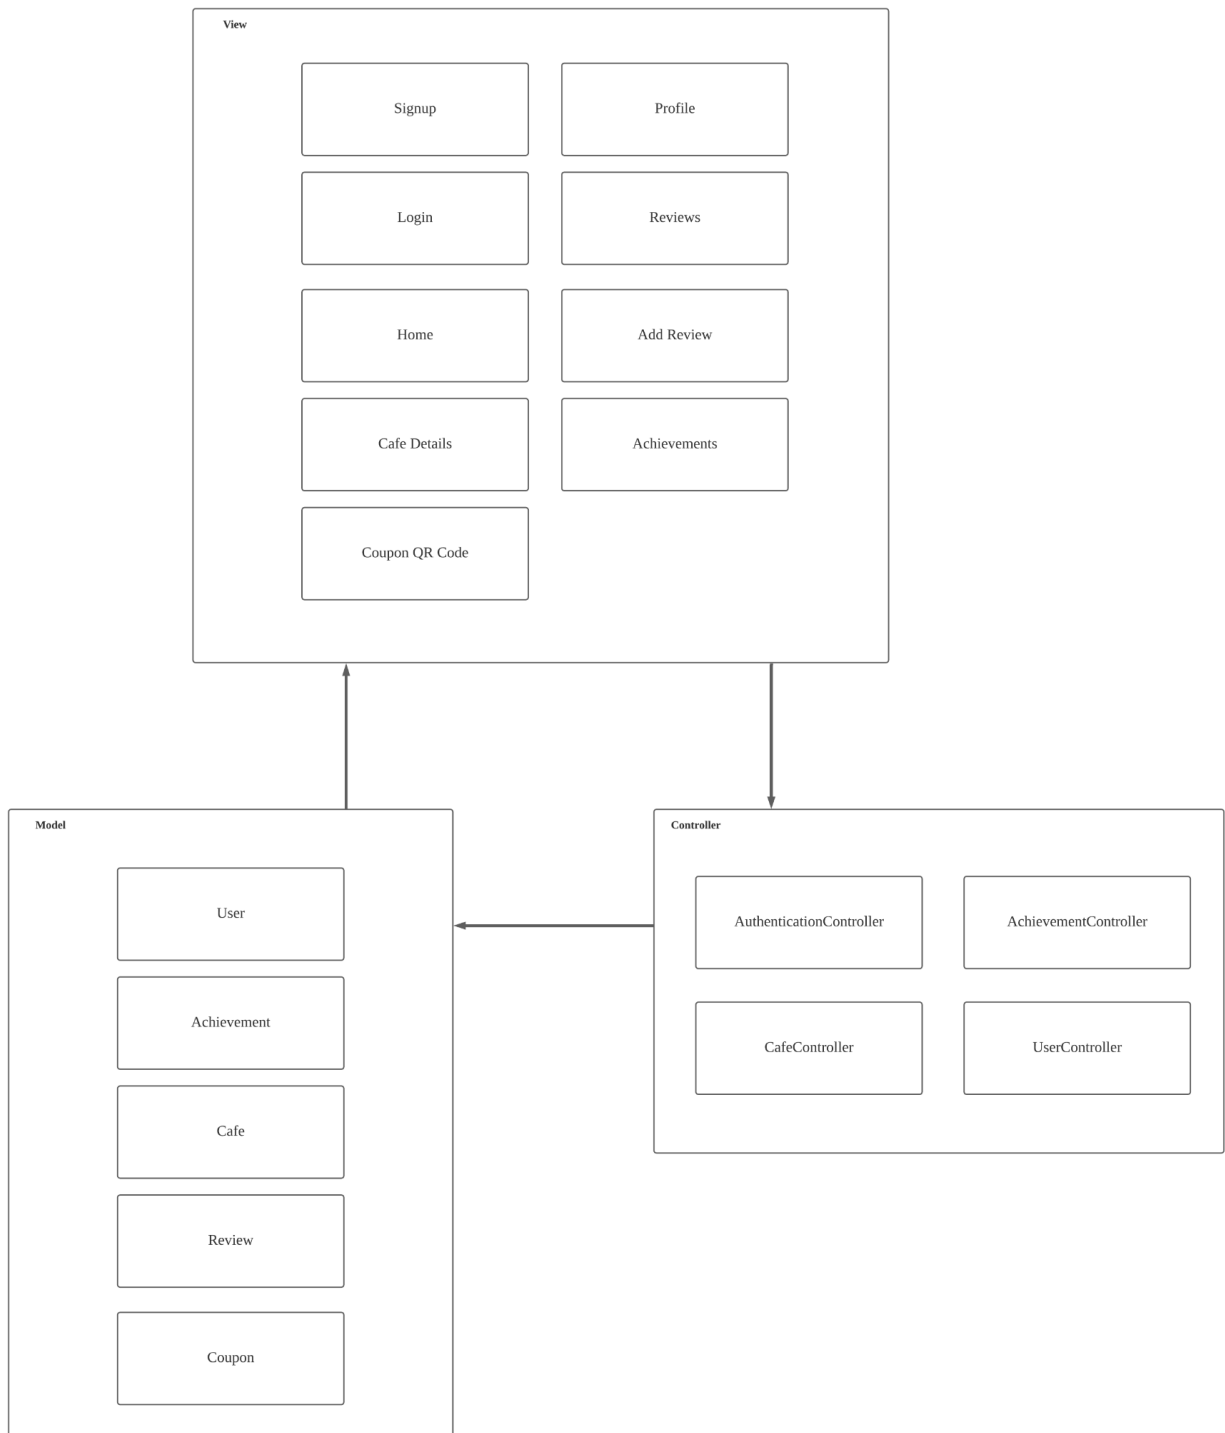 View
Signup
Profile
Login
Reviews
Home
Add Review
Cafe Details
Achievements
Coupon QR Code
Model
User
Achievement
Cafe
Review
Coupon
Controller
AuthenticationController
AchievementController
CafeController
UserController